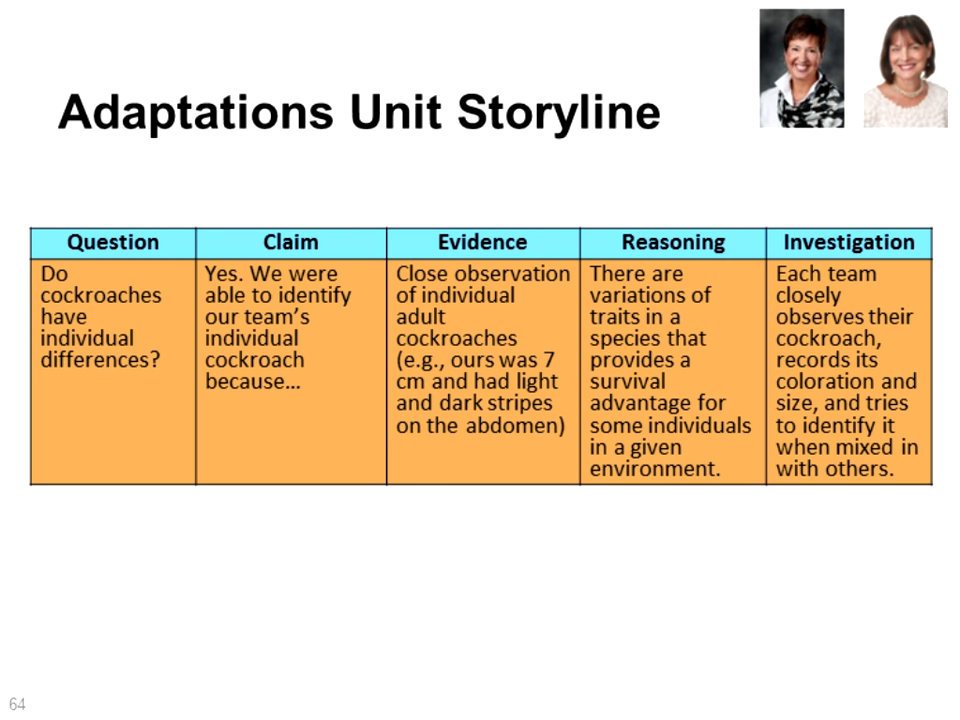 Adaptations Unit Storyline
Question
Claim
Evidence
Reasoning
Investigation
Do
cockroaches
have
individual
differences?
Yes. We were
able to identify
our team's
individual
cockroach
because…
Close observation
of individual
adult
cockroaches
(e.g., ours was 7
cm and had light
and dark stripes
on the abdomen)
There are
variations of
traits in a
species that
provides a
survival
advantage for
some individuals
in a given
environment.
Each team
closely
observes their
cockroach,
records its
coloration and
size, and tries
to identify it
when mixed in
with others.
64